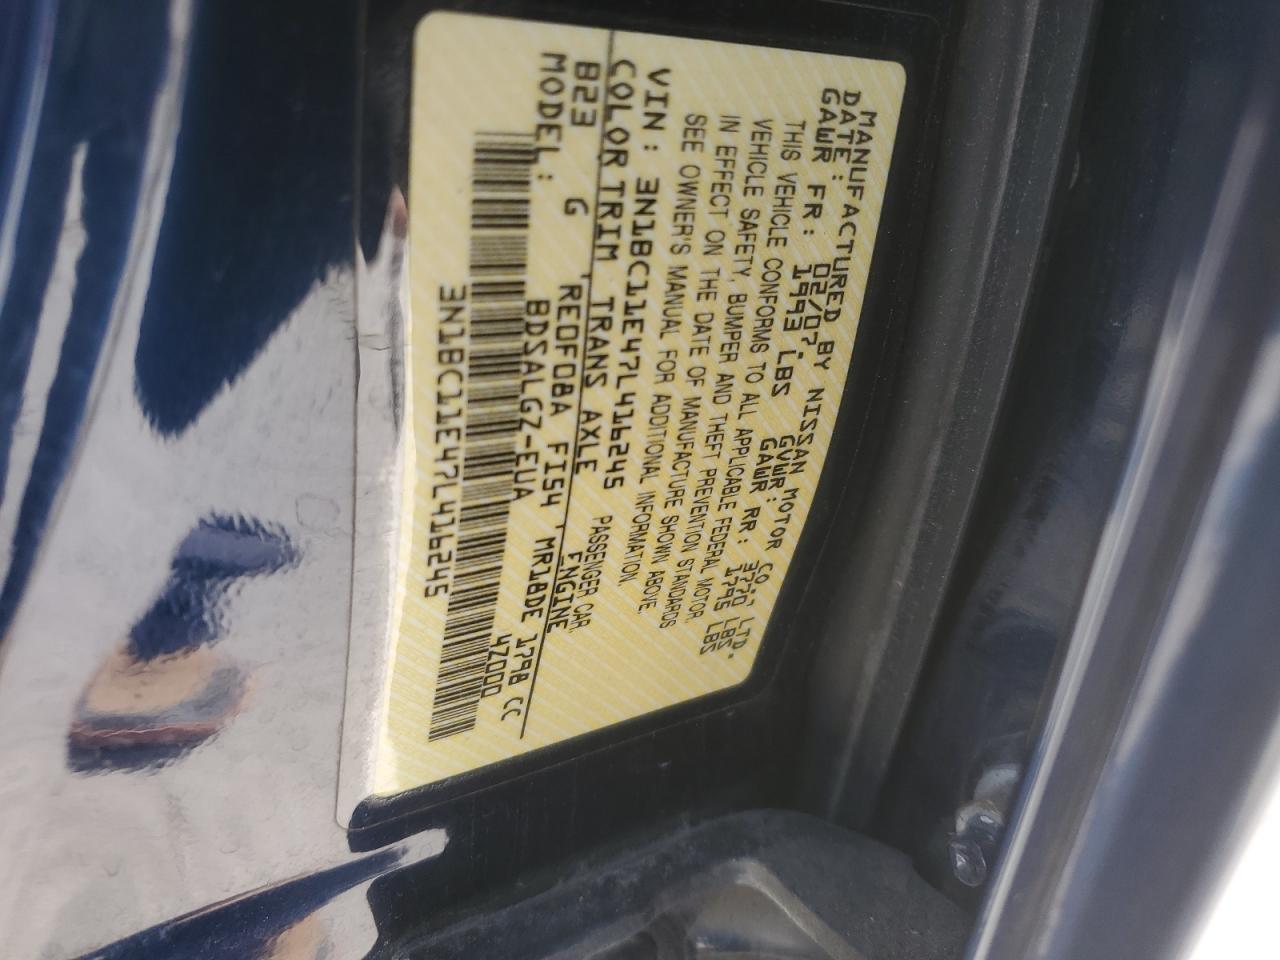 MANUFACTURED BY NISSAN MOTOR CO., LTD.
DATE: 02/07. GVWR: 3770 LBS
GAWR FR: 1993 LBS GAWR RR: 1795 LBS
THIS VEHICLE CONFORMS TO ALL APPLICABLE FEDERAL MOTOR
VEHICLE SAFETY, BUMPER AND THEFT PREVENTION STANDARDS
IN EFFECT ON THE DATE OF MANUFACTURE SHOWN ABOVE.
SEE OWNER'S MANUAL FOR ADDITIONAL INFORMATION.
VIN: 3N1BC11E47L416245 PASSENGER CAR
COLOR TRIM TRANS AXLE ENGINE
B23 G RE0F08A FI54 MR18DE 1798 CC
MODEL: BDSALGZ-EUA 4Z000
3N1BC11E47L416245